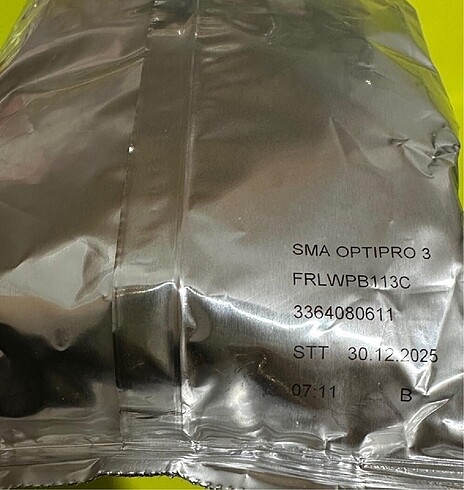 SMA OPTIPRO 3
FRLWPB113C
3364080611
STT 30.12.2025
07:11 B